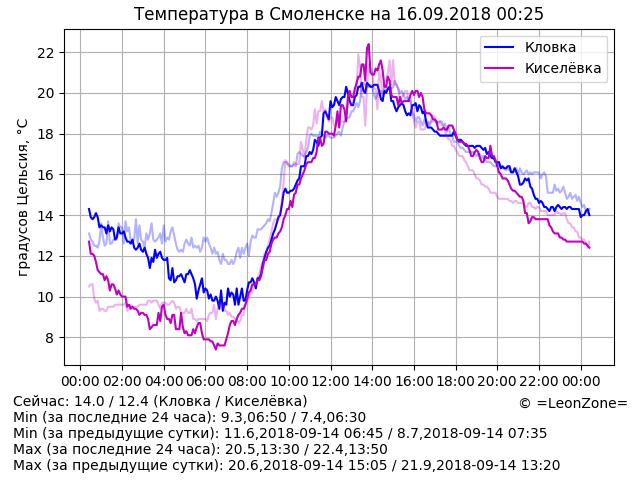 Температура в Смоленске на 16.09.2018 00:25
градусов Цельсия, °C
22
20
18
16
14
12
10
8
Кловка
Киселёвка
00:00 02:00 04:00 06:00 08:00 10:00 12:00 14:00 16:00 18:00 20:00 22:00 00:00
Сейчас: 14.0 / 12.4 (Кловка / Киселёвка)
© =LeonZone=
Min (за последние 24 часа): 9.3,06:50 / 7.4,06:30
Min (за предыдущие сутки): 11.6,2018-09-14 06:45 / 8.7,2018-09-14 07:35
Max (за последние 24 часа): 20.5,13:30 / 22.4,13:50
Max (за предыдущие сутки): 20.6,2018-09-14 15:05 / 21.9,2018-09-14 13:20